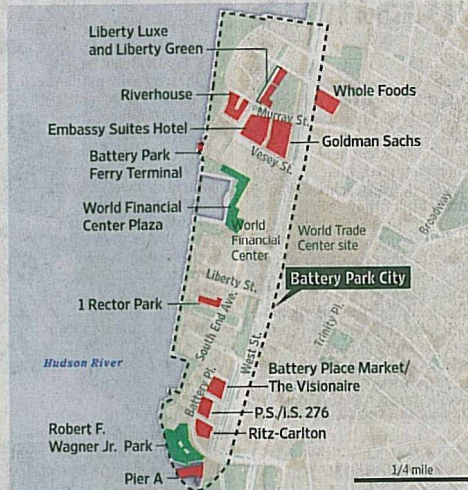 Liberty Luxe
and Liberty Green
Riverhouse
Whole Foods
Murray St.
Embassy Suites Hotel
Goldman Sachs
Vesey St.
Battery Park
Ferry Terminal
World Financial
Center Plaza
World
Financial
Center
World Trade
Center site
Broadway
Liberty St.
Battery Park City
1 Rector Park
South End Ave.
West St.
Trinity Pl.
Hudson River
Battery Pl.
Battery Place Market/
The Visionaire
P.S./i.S. 276
Ritz-Carlton
Robert F.
Wagner Jr. Park
Pier A
1/4 mile